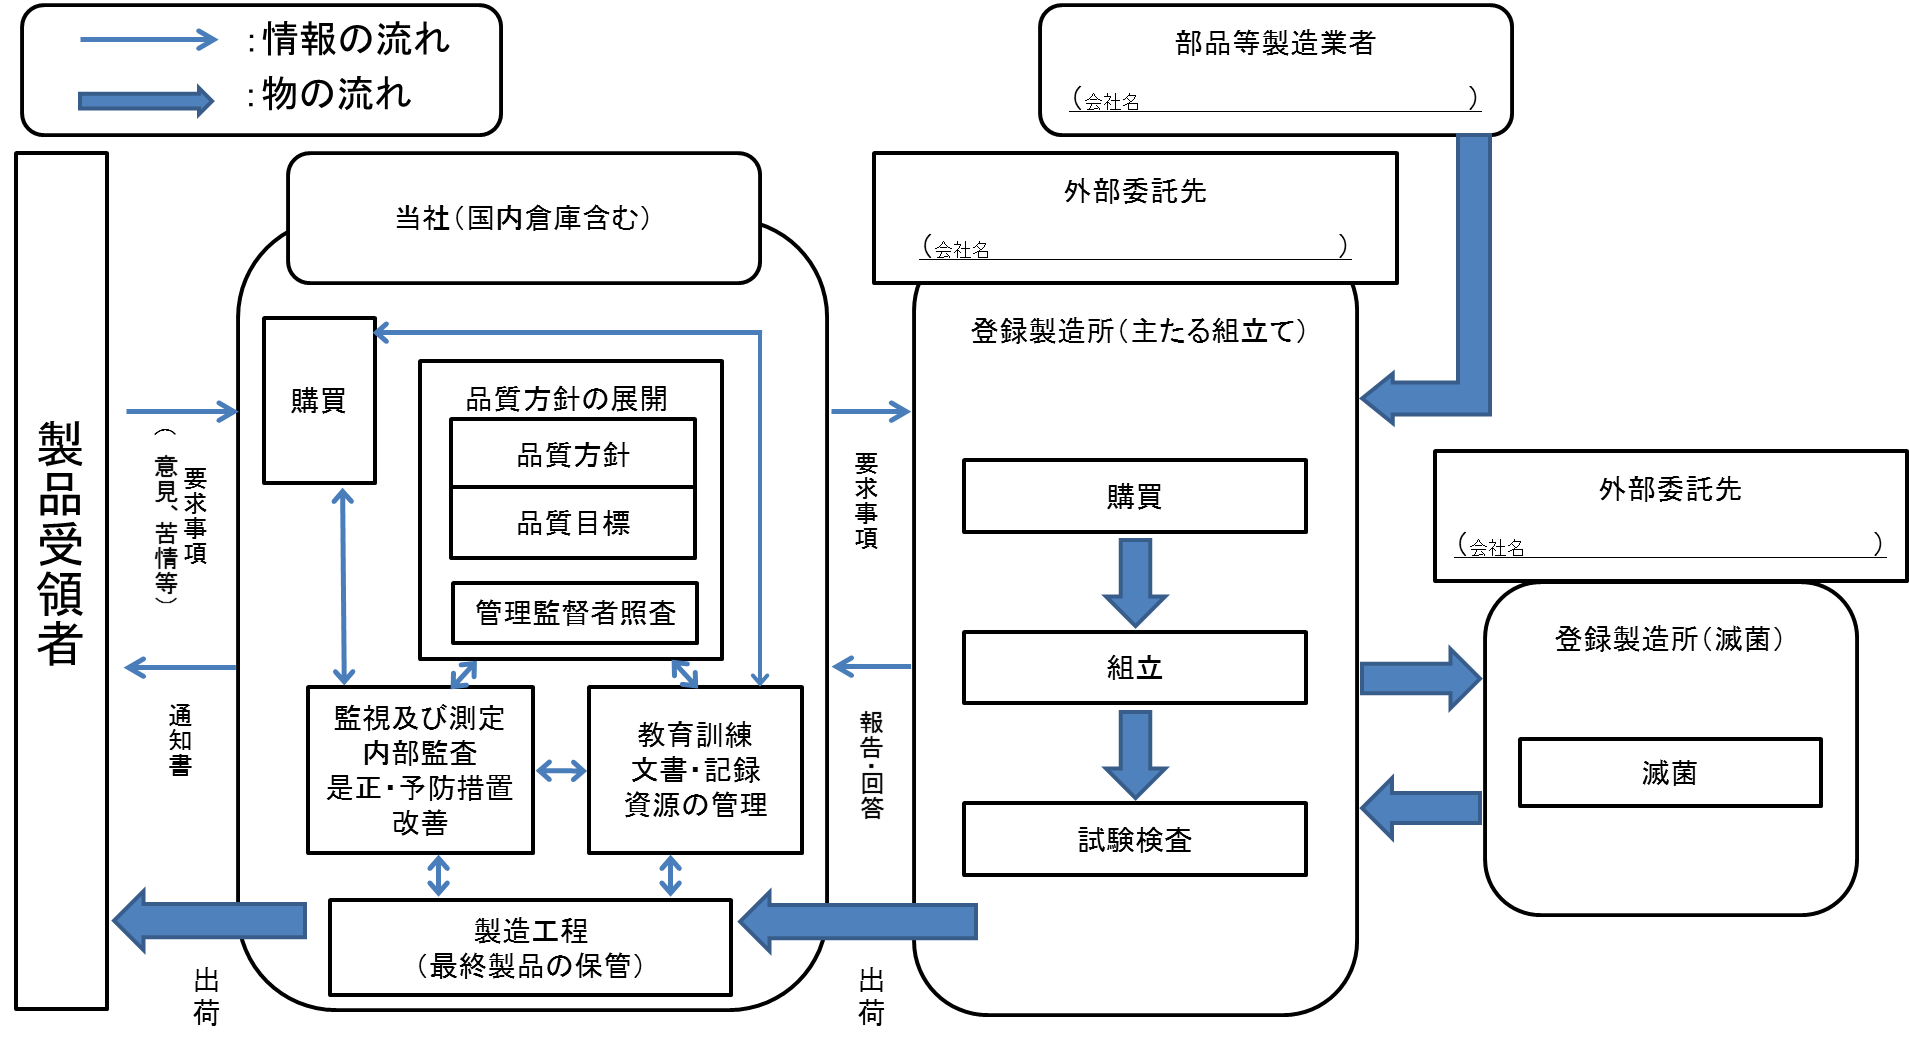 ：情報の流れ
：物の流れ
部品等製造業者
（会社名　　　　　　　　　　　　　）
製品受領者
要求事項
（意見、苦情等）
通知書
出荷
当社（国内倉庫含む）
購買
品質方針の展開
品質方針
品質目標
管理監督者照査
監視及び測定
内部監査
是正・予防措置
改善
教育訓練
文書・記録
資源の管理
製造工程
（最終製品の保管）
要求事項
報告・回答
出荷
外部委託先
（会社名　　　　　　　　　　　　　）
登録製造所（主たる組立て）
購買
組立
試験検査
外部委託先
（会社名　　　　　　　　　　　　　）
登録製造所（滅菌）
滅菌